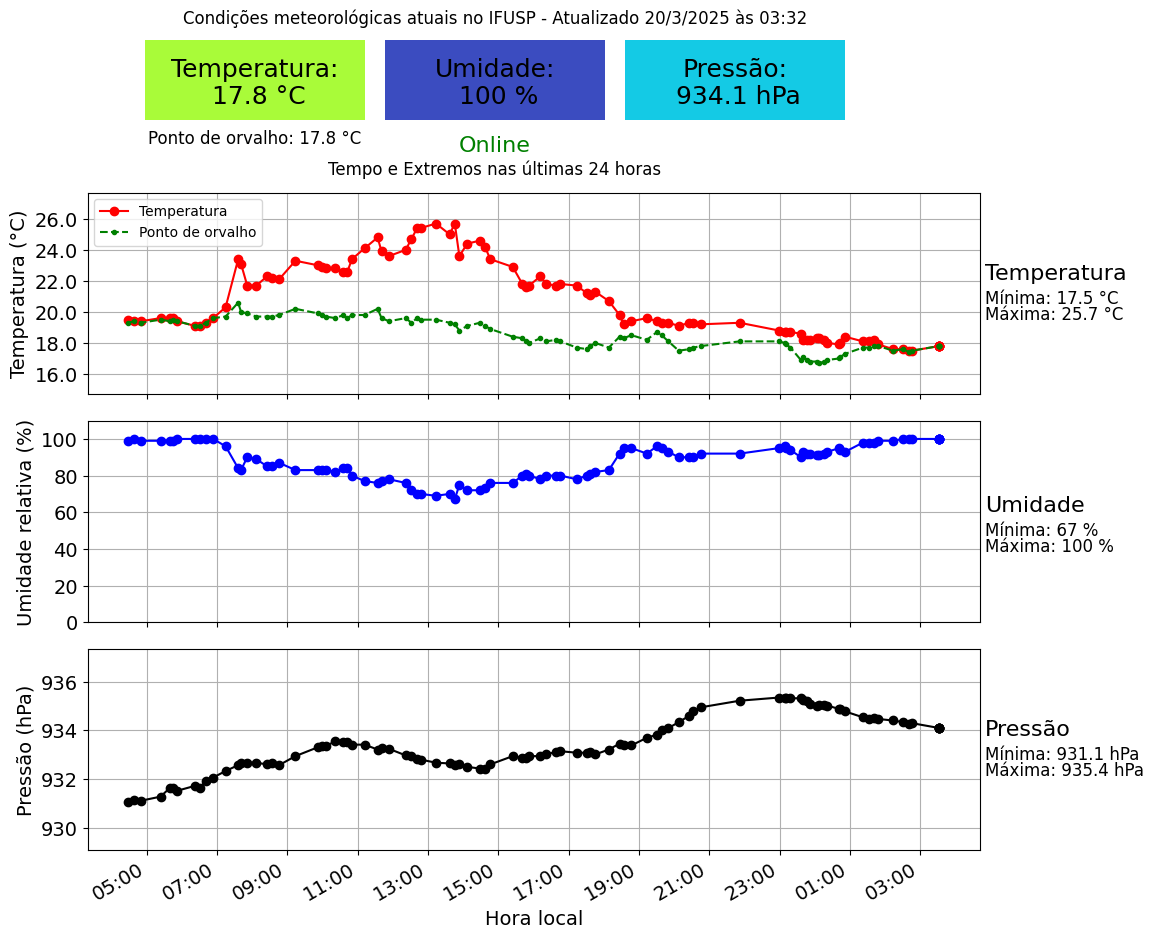 Condições meteorológicas atuais no IFUSP - Atualizado 20/3/2025 às 03:32
Temperatura:
17.8 °C
Umidade:
100 %
Pressão:
934.1 hPa
Ponto de orvalho: 17.8 °C
Online
Tempo e Extremos nas últimas 24 horas
Temperatura (°C)
26.0
24.0
22.0
20.0
18.0
16.0
Temperatura
Ponto de orvalho
Temperatura
Mínima: 17.5 °C
Máxima: 25.7 °C
Umidade relativa (%)
100
80
60
40
20
0
Umidade
Mínima: 67 %
Máxima: 100 %
Pressão (hPa)
936
934
932
930
Pressão
Mínima: 931.1 hPa
Máxima: 935.4 hPa
05:00 07:00 09:00 11:00 13:00 15:00 17:00 19:00 21:00 23:00 01:00 03:00
Hora local